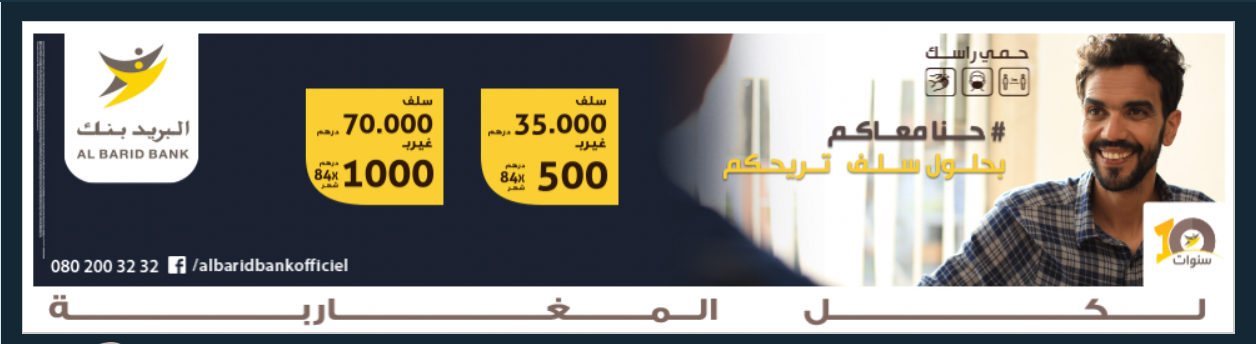 البريد بنك
AL BARID BANK
سلف
70.000 درهم
غيرب
1000 درهم
84x
شهر
سلف
35.000 درهم
غيرب
500 درهم
84x
شهر
حمي راسك
#حنا معاكم
بحلول سلف تريحكم
10
سنوات
080 200 32 32 /albaridbankofficiel
لكل المغاربة